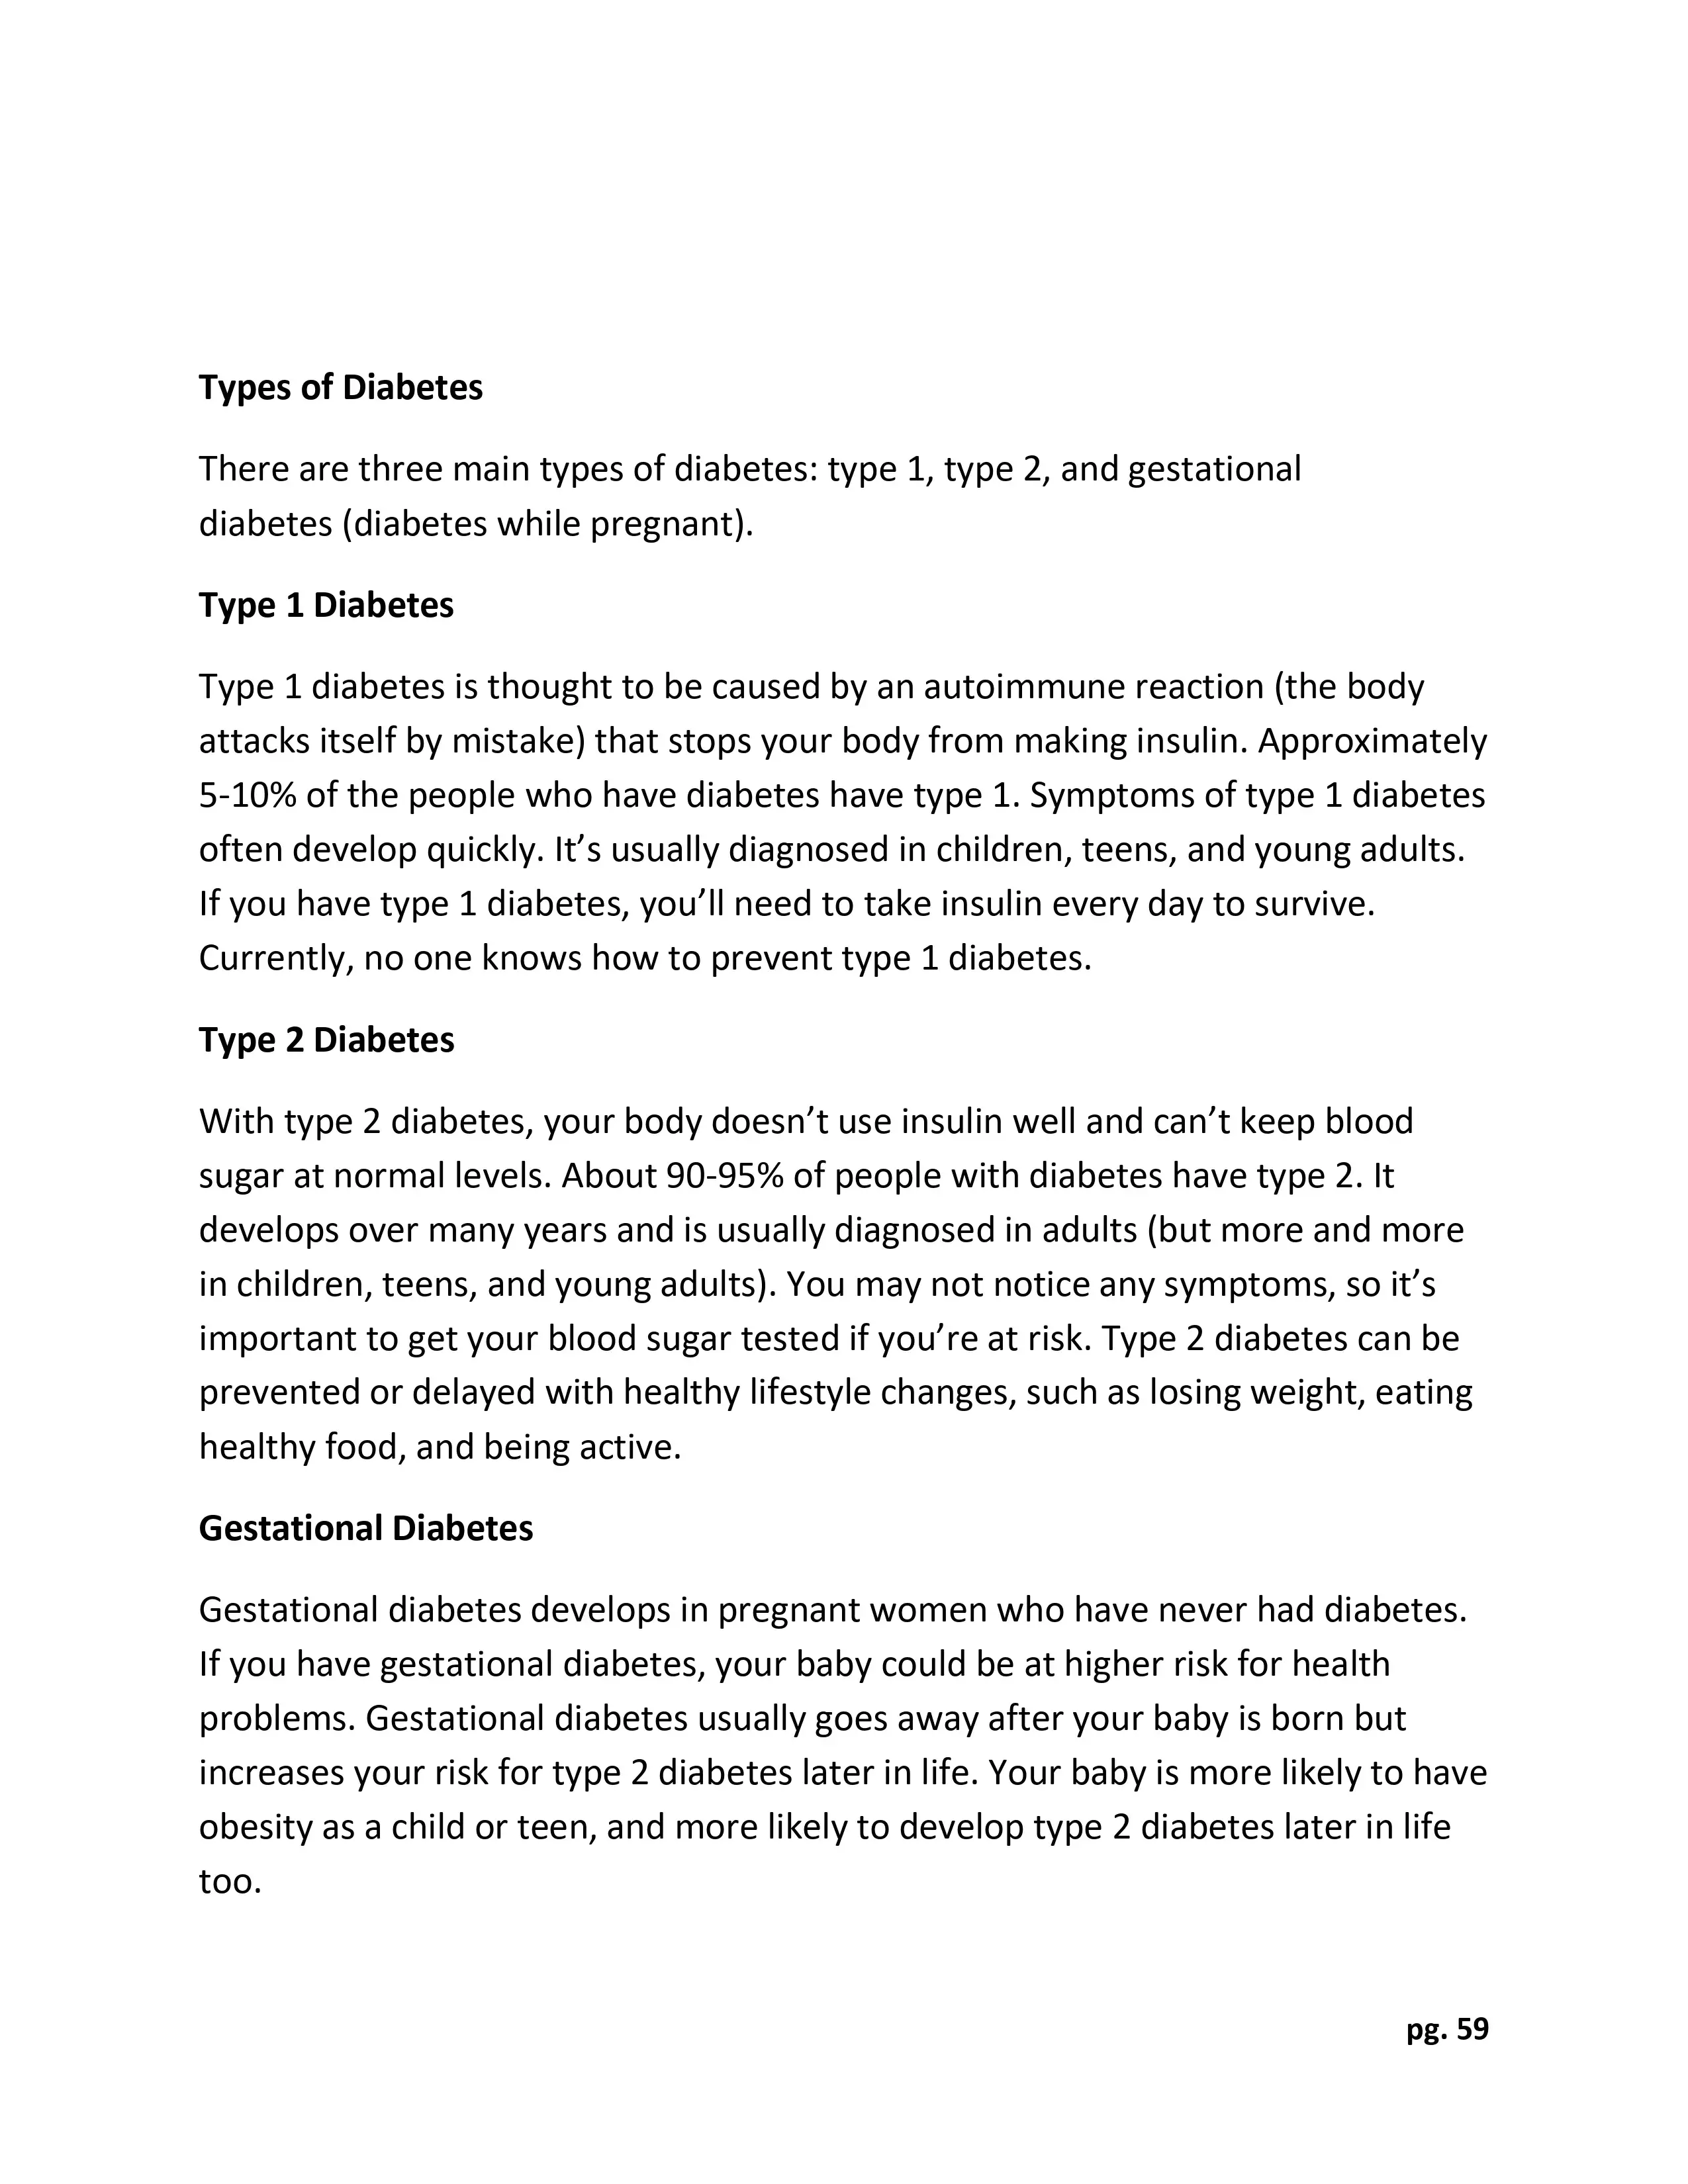 Types of Diabetes
There are three main types of diabetes: type 1, type 2, and gestational
diabetes (diabetes while pregnant).
Type 1 Diabetes
Type 1 diabetes is thought to be caused by an autoimmune reaction (the body
attacks itself by mistake) that stops your body from making insulin. Approximately
5-10% of the people who have diabetes have type 1. Symptoms of type 1 diabetes
often develop quickly. It’s usually diagnosed in children, teens, and young adults.
If you have type 1 diabetes, you’ll need to take insulin every day to survive.
Currently, no one knows how to prevent type 1 diabetes.
Type 2 Diabetes
With type 2 diabetes, your body doesn’t use insulin well and can’t keep blood
sugar at normal levels. About 90-95% of people with diabetes have type 2. It
develops over many years and is usually diagnosed in adults (but more and more
in children, teens, and young adults). You may not notice any symptoms, so it’s
important to get your blood sugar tested if you’re at risk. Type 2 diabetes can be
prevented or delayed with healthy lifestyle changes, such as losing weight, eating
healthy food, and being active.
Gestational Diabetes
Gestational diabetes develops in pregnant women who have never had diabetes.
If you have gestational diabetes, your baby could be at higher risk for health
problems. Gestational diabetes usually goes away after your baby is born but
increases your risk for type 2 diabetes later in life. Your baby is more likely to have
obesity as a child or teen, and more likely to develop type 2 diabetes later in life
too.
pg. 59